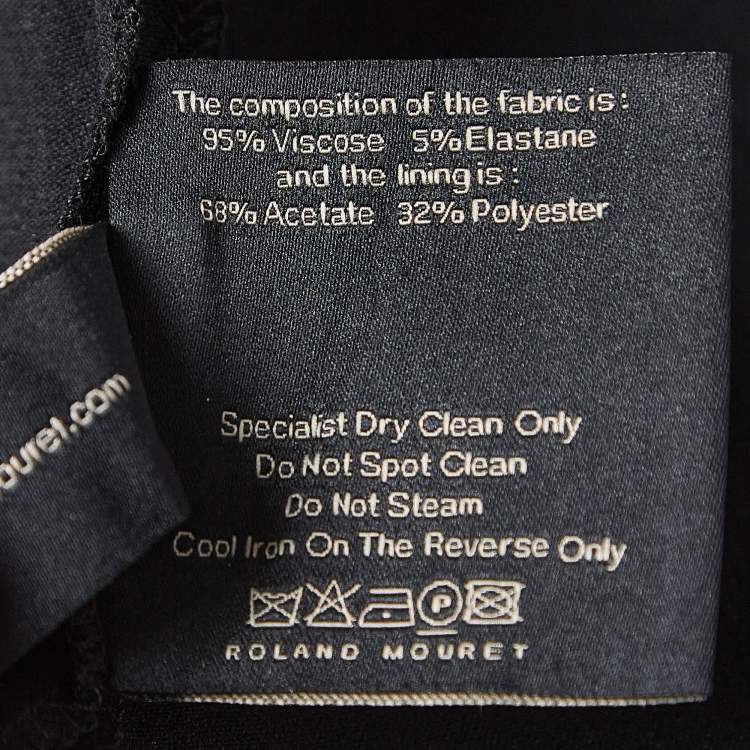 The composition of the fabric is:
95% Viscose 5% Elastane
and the lining is:
68% Acetate 32% Polyester
ouret.com
Specialist Dry Clean Only
Do Not Spot Clean
Do Not Steam
Cool Iron On The Reverse Only
P
ROLAND MOURET